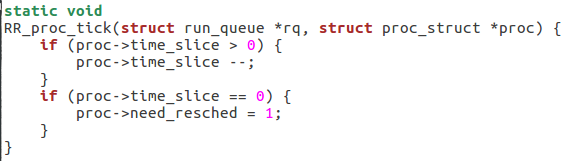 static void
RR_proc_tick(struct run_queue *rq, struct proc_struct *proc) {
    if (proc->time_slice > 0) {
        proc->time_slice --;
    }
    if (proc->time_slice == 0) {
        proc->need_resched = 1;
    }
}